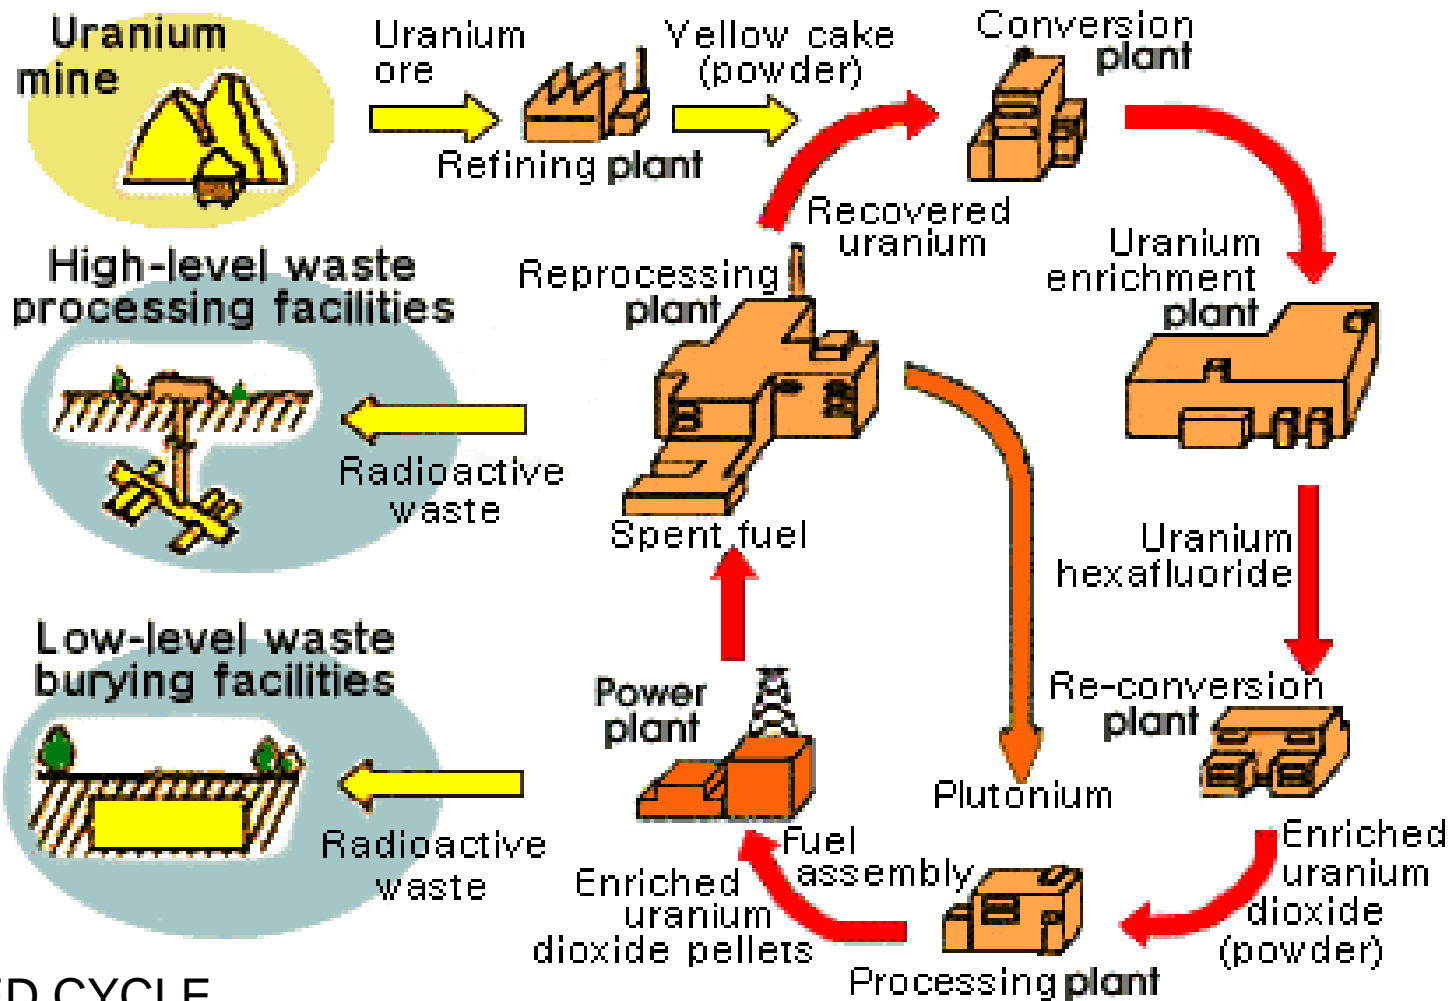 Uranium
mine
Uranium
ore
Yellow cake
(powder)
Conversion
plant
Refining plant
Recovered
uranium
High-level waste
processing facilities
Reprocessing
plant
Uranium
enrichment
plant
Radioactive
waste
Spent fuel
Uranium
hexafluoride
Low-level waste
burying facilities
Power
plant
Re-conversion
plant
Plutonium
Radioactive
waste
Fuel
assembly
Enriched
uranium
dioxide pellets
Enriched
uranium
dioxide
(powder)
Processing plant
CYCLE